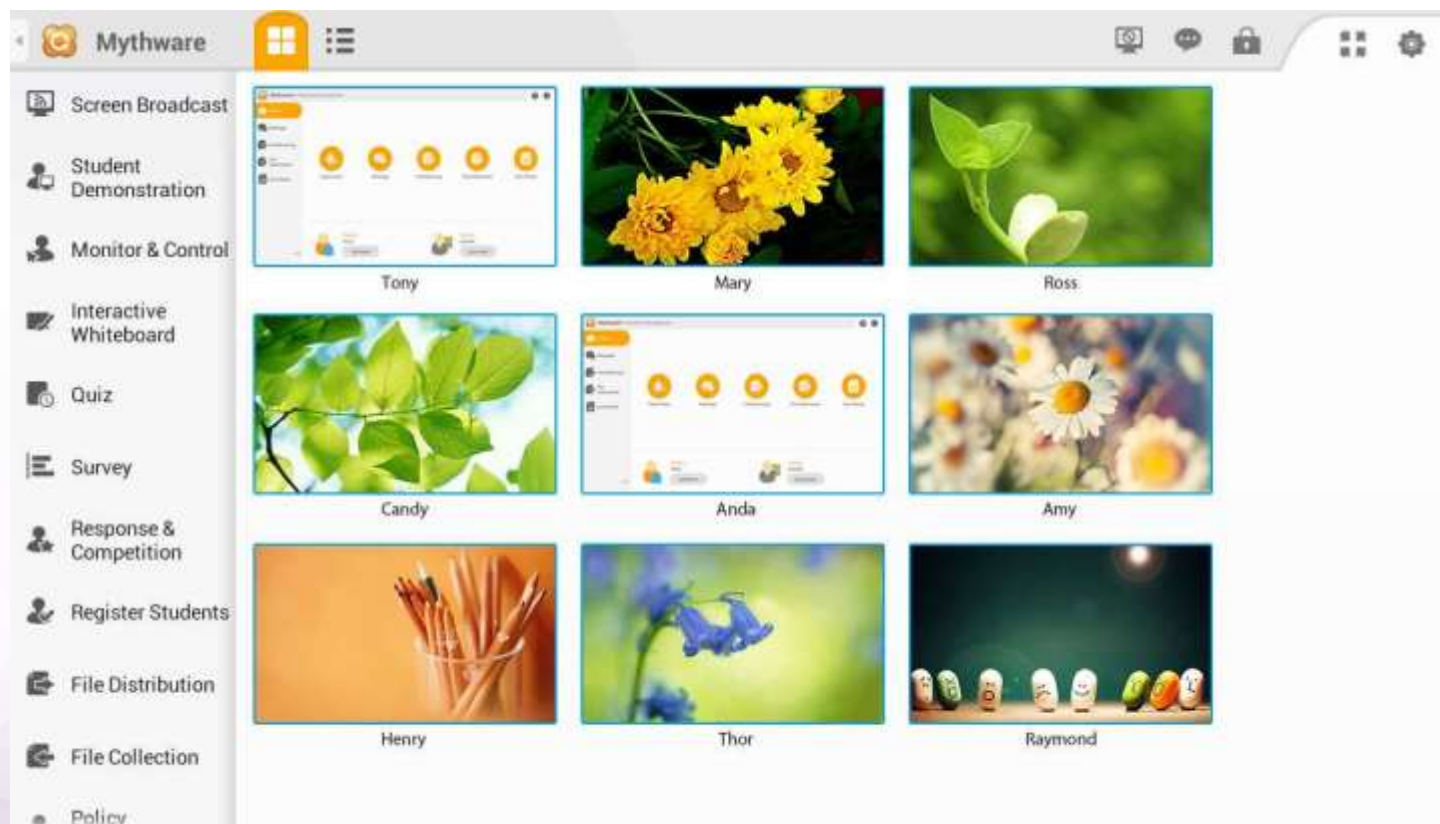 Mythware
Screen Broadcast
Student
Demonstration
Monitor & Control
Interactive
Whiteboard
Quiz
Survey
Response &
Competition
Register Students
File Distribution
File Collection
Policy
Tony
Mary
Ross
Candy
Anda
Amy
Henry
Thor
Raymond